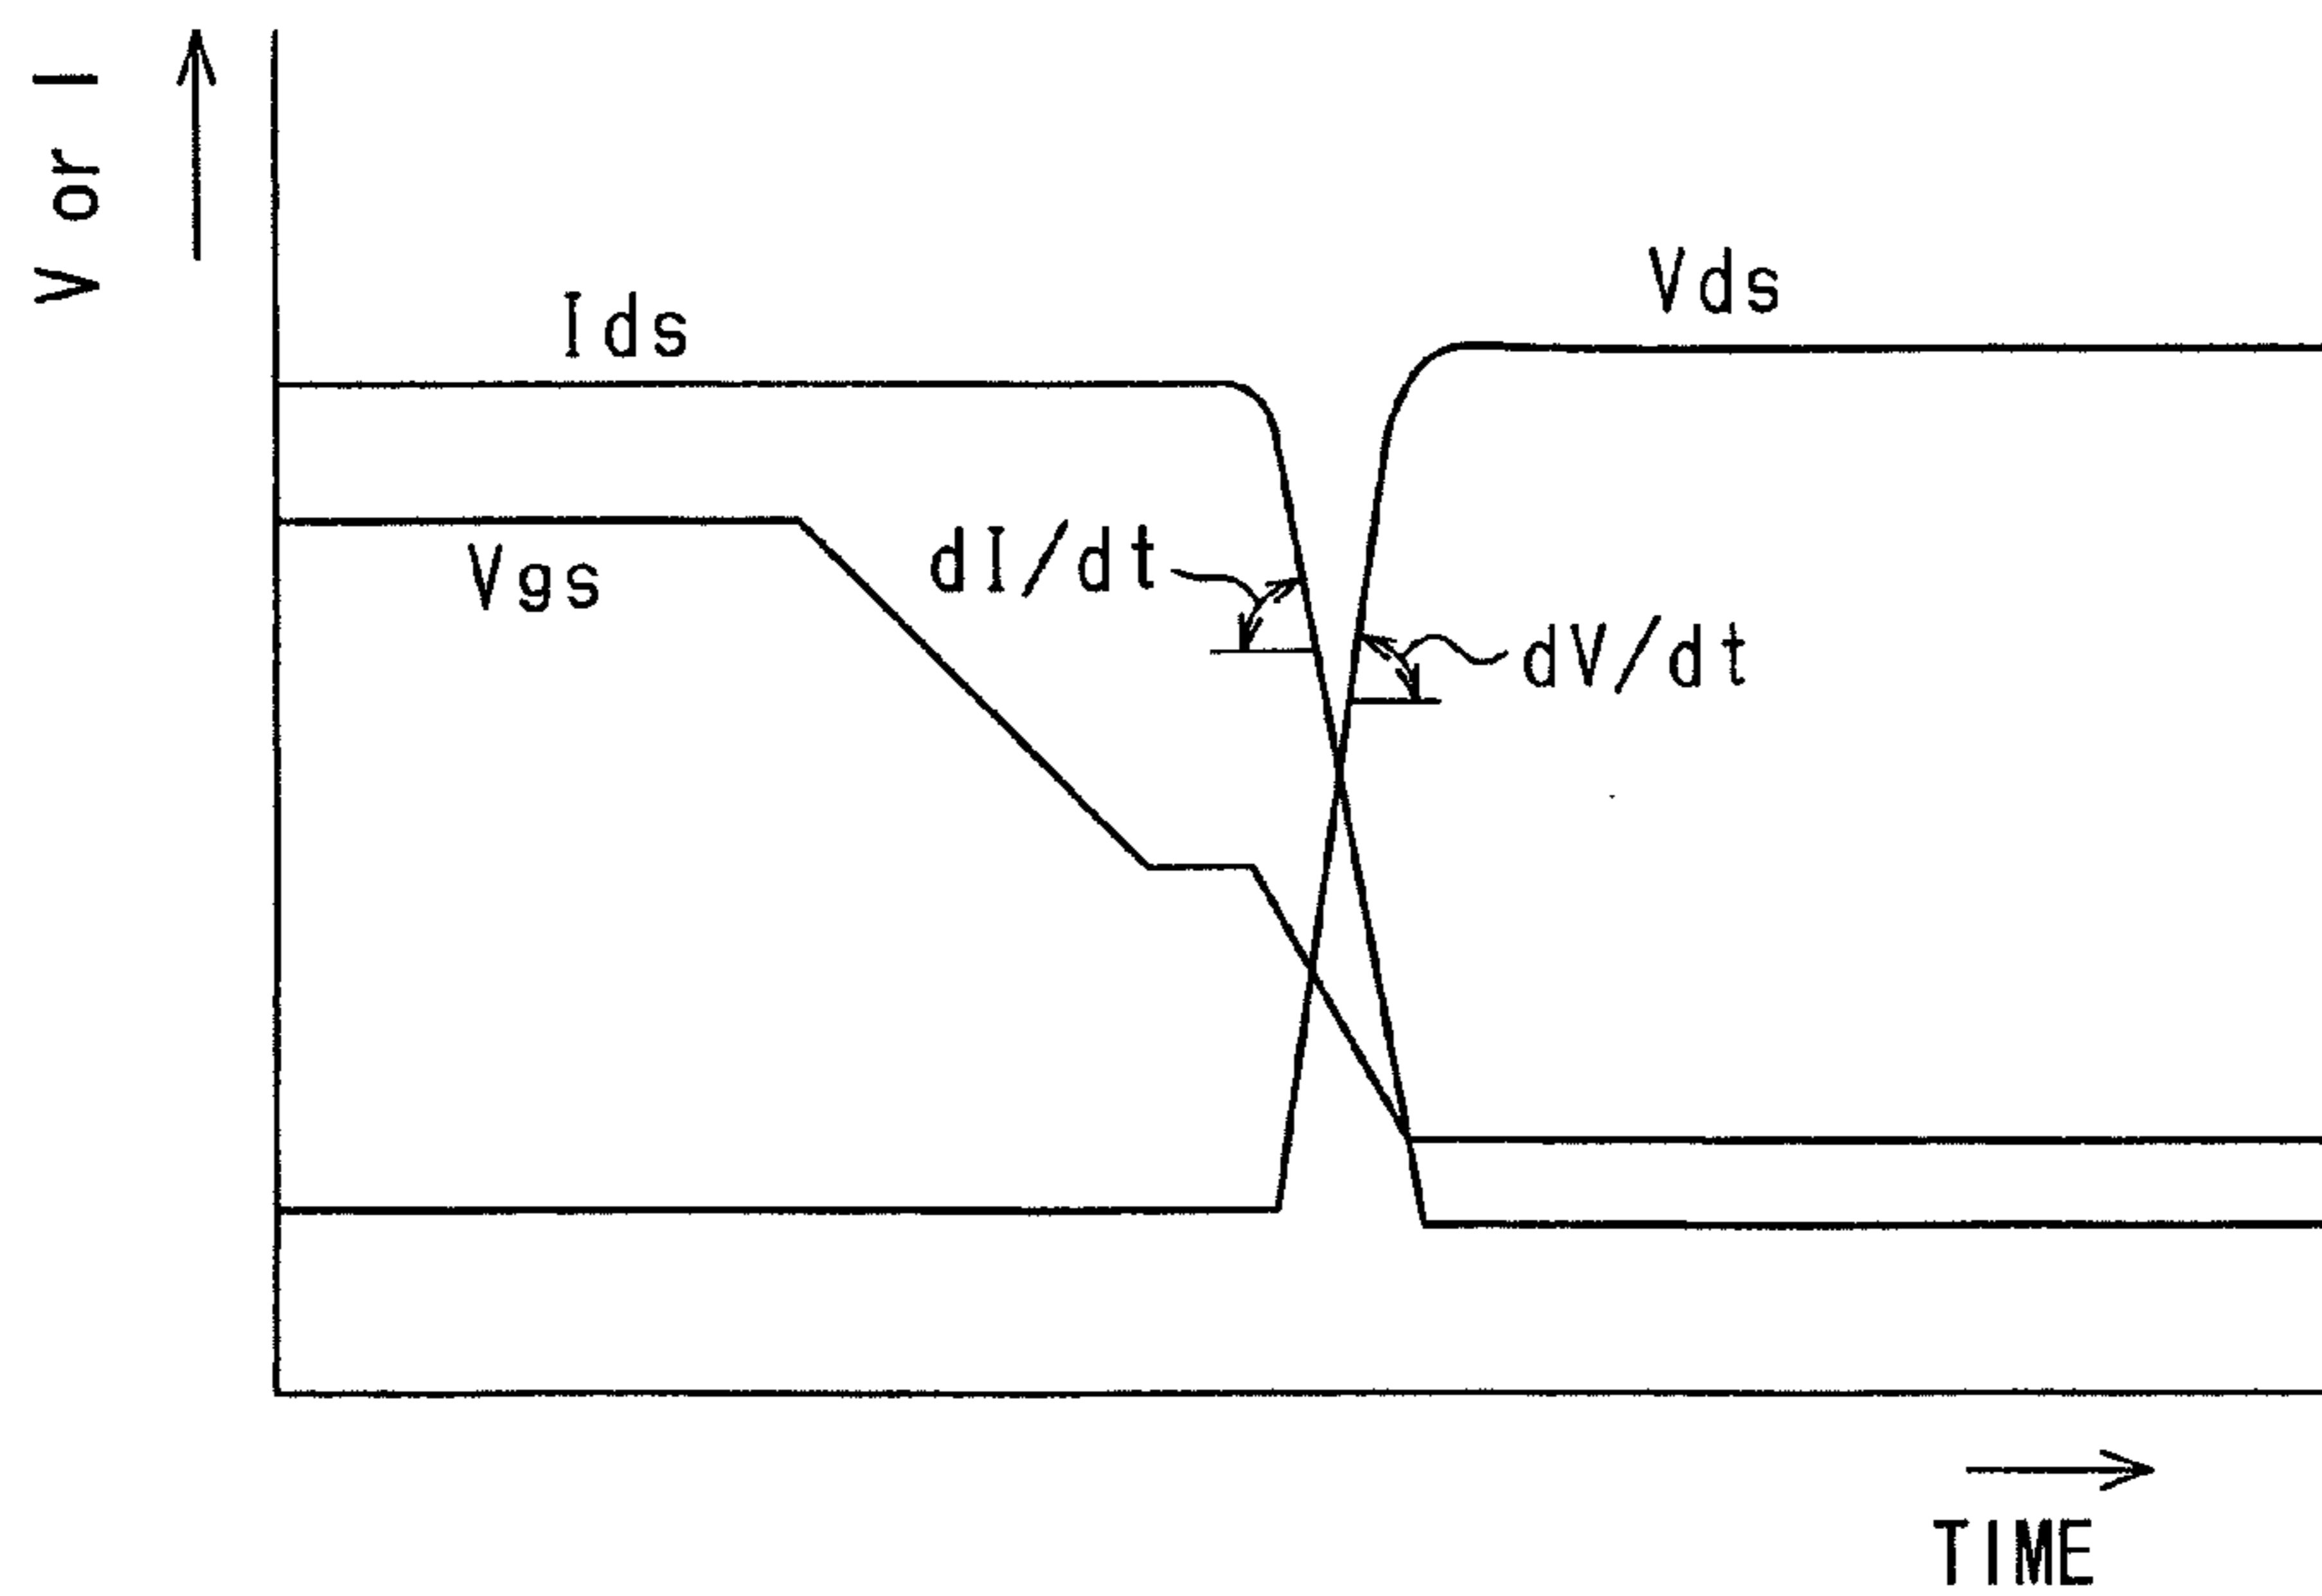 V or I
Vds
Ids
Vgs
dI/dt
dV/dt
TIME